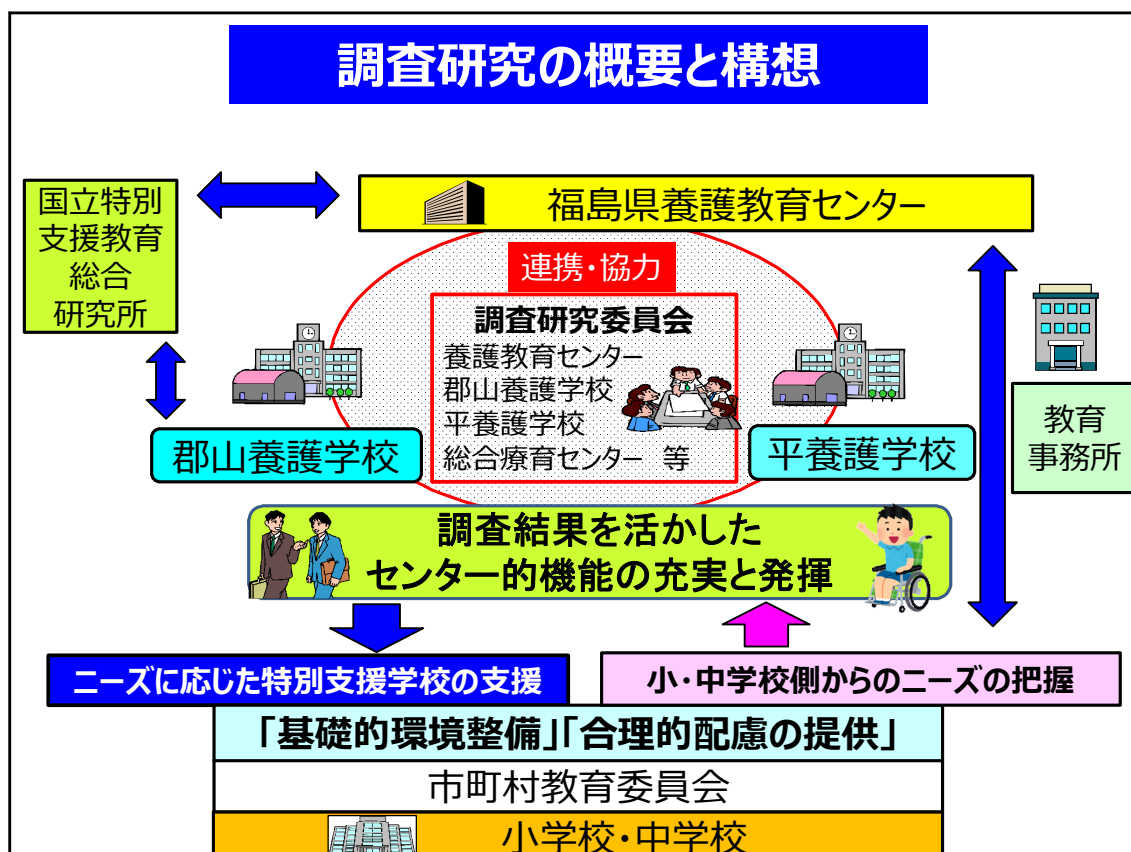 調査研究の概要と構想
国立特別
支援教育
総合
研究所
福島県養護教育センター
連携・協力
調査研究委員会
養護教育センター
郡山養護学校
平養護学校
総合療育センター 等
郡山養護学校
平養護学校
教育
事務所
調査結果を活かした
センター的機能の充実と発揮
ニーズに応じた特別支援学校の支援
小・中学校側からのニーズの把握
「基礎的環境整備」「合理的配慮の提供」
市町村教育委員会
小学校・中学校